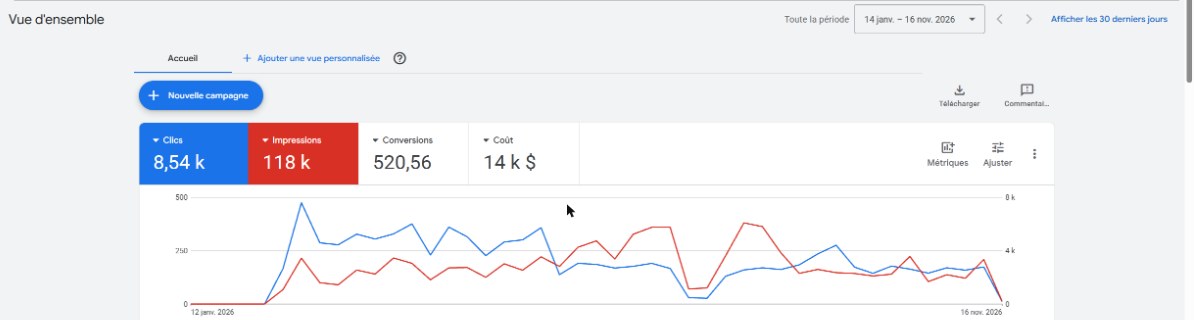 Vue d'ensemble
Toute la période 14 janv. – 16 nov. 2026 Afficher les 30 derniers jours
Accueil + Ajouter une vue personnalisée ?
+ Nouvelle campagne
Télécharger Commentai...
Clics Impressions Conversions Coût
8,54 k 118 k 520,56 14 k $
Métriques Ajuster
500 8 k
250 4 k
0 0
12 janv. 2026 16 nov. 2026